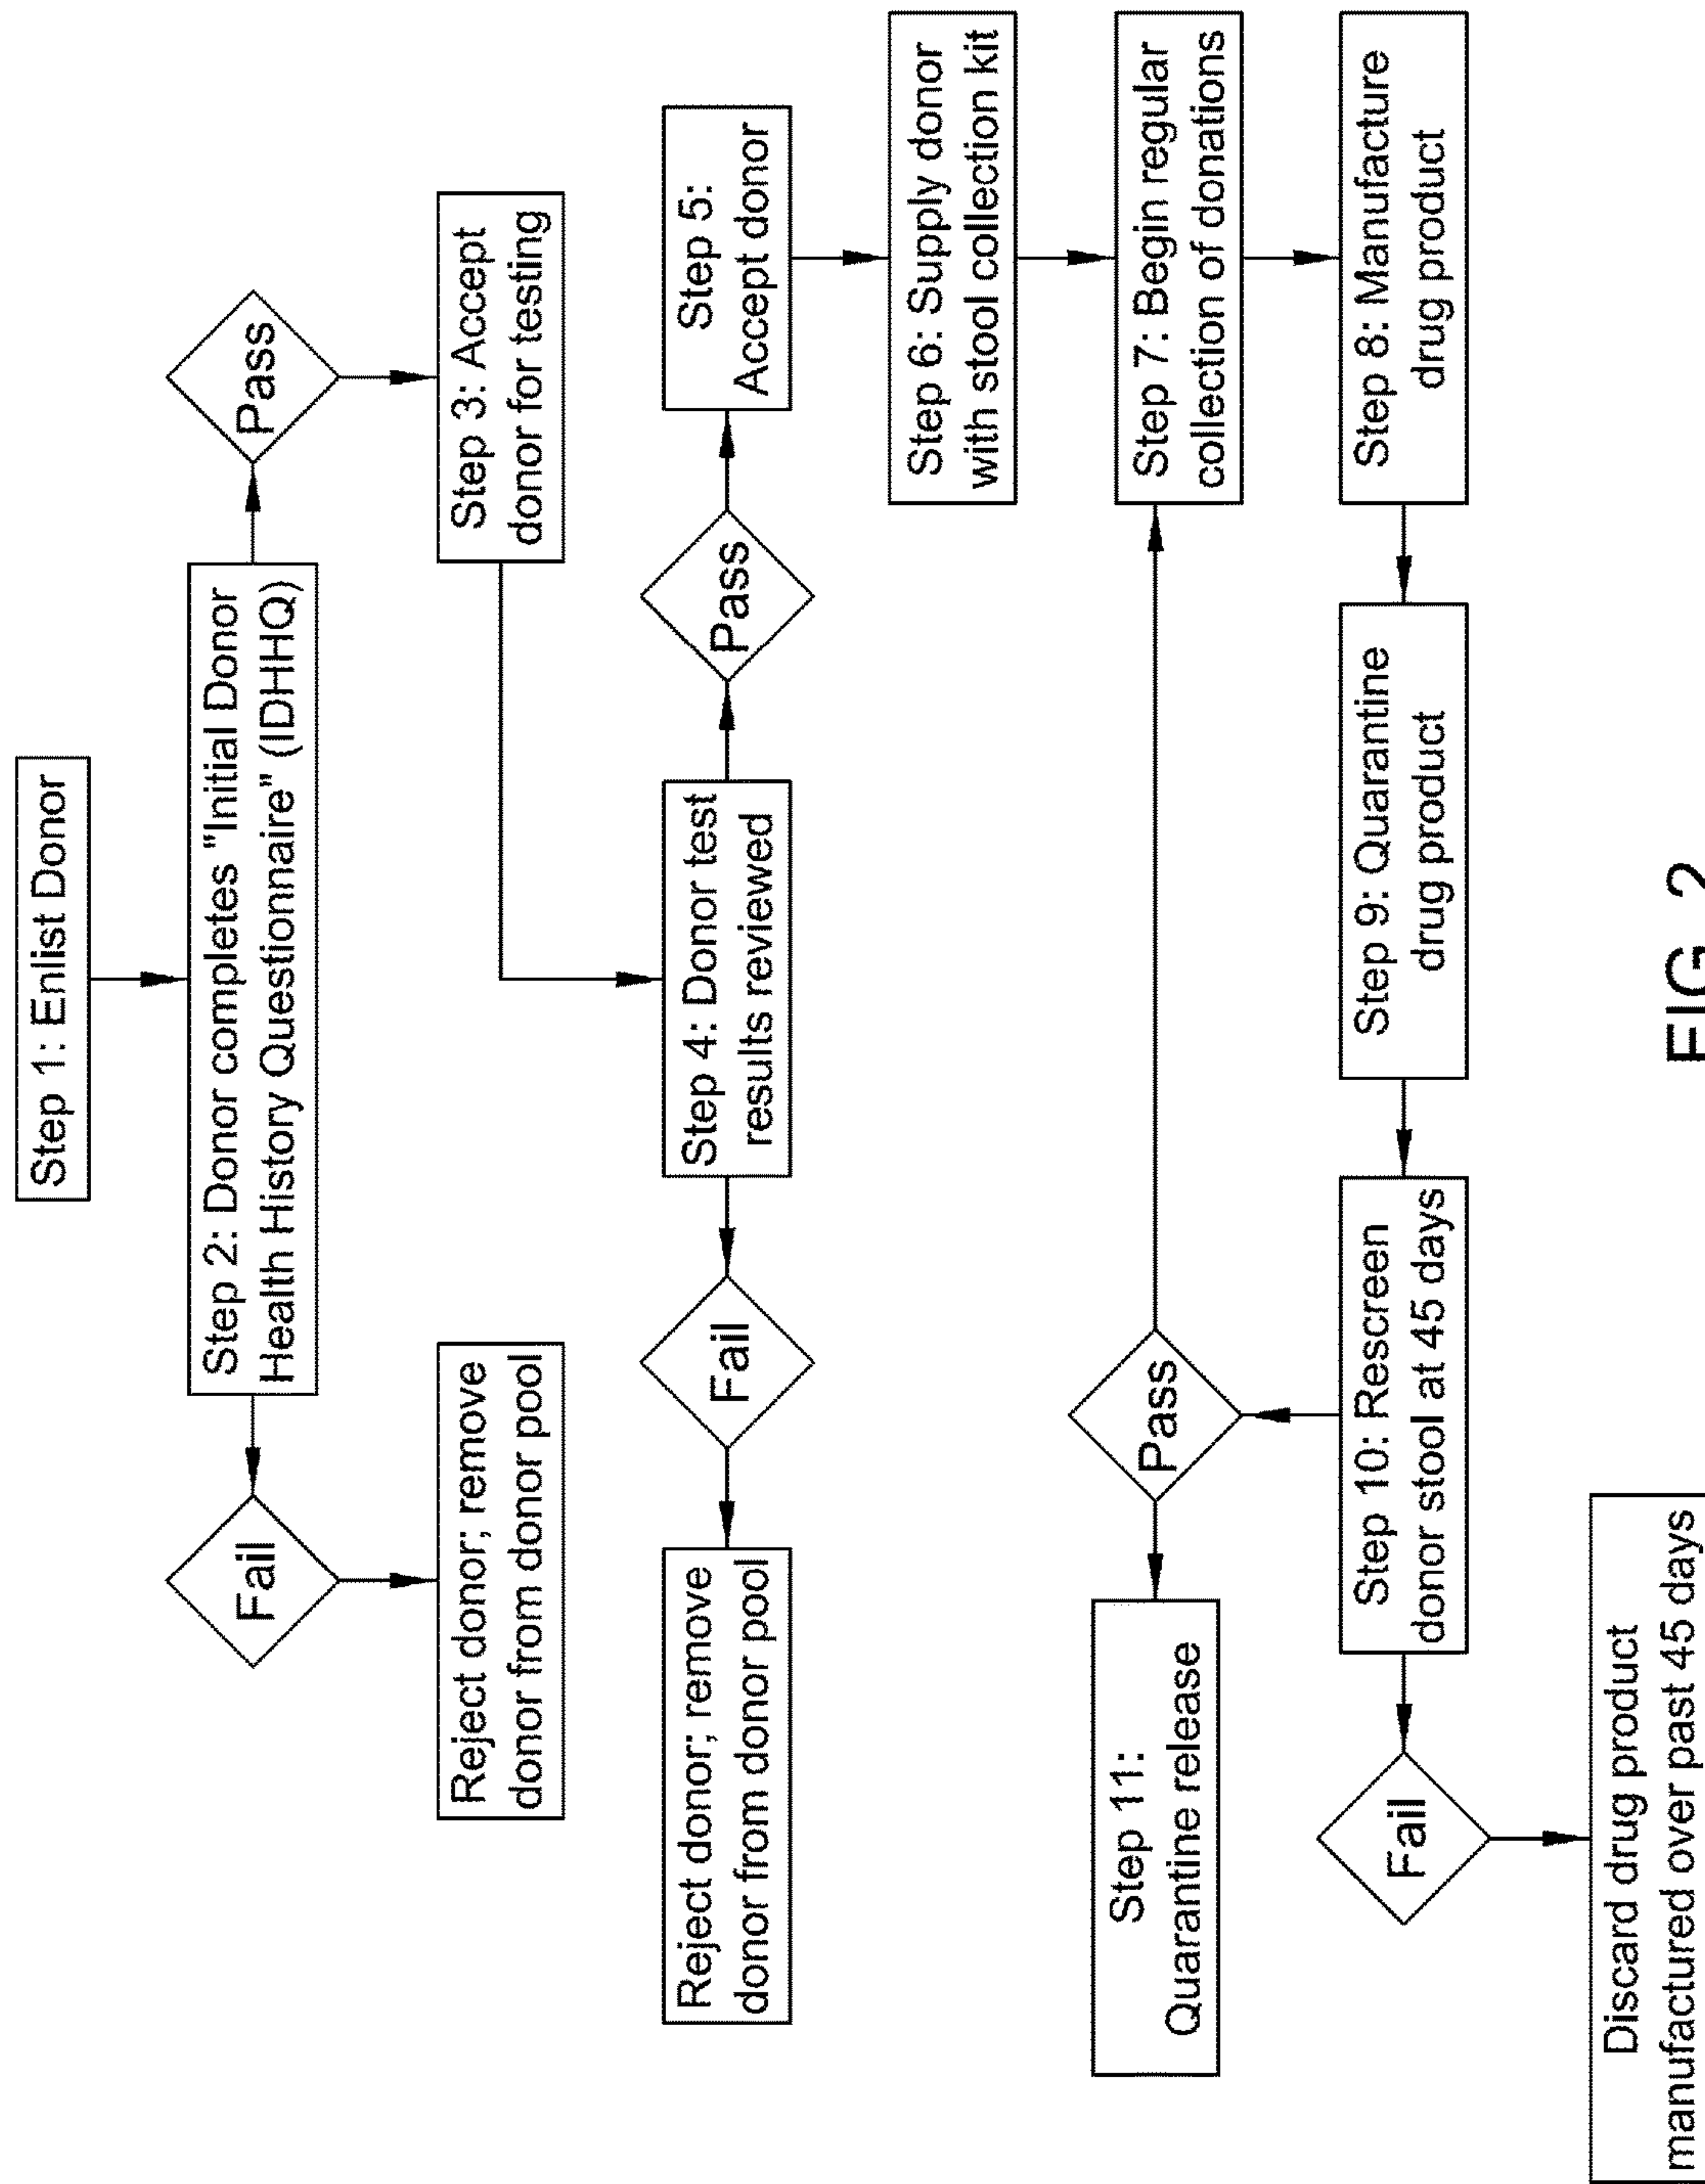 Step 1: Enlist Donor
Step 2: Donor completes "Initial Donor
Health History Questionnaire" (IDHHQ)
Fail
Pass
Reject donor; remove
donor from donor pool
Step 3: Accept
donor for testing
Step 4: Donor test
results reviewed
Fail
Pass
Reject donor; remove
donor from donor pool
Step 5:
Accept donor
Step 6: Supply donor
with stool collection kit
Step 7: Begin regular
collection of donations
Step 8: Manufacture
drug product
Step 9: Quarantine
drug product
Step 10: Rescreen
donor stool at 45 days
Pass
Step 11:
Quarantine release
Fail
Discard drug product
manufactured over past 45 days
FIG. 2